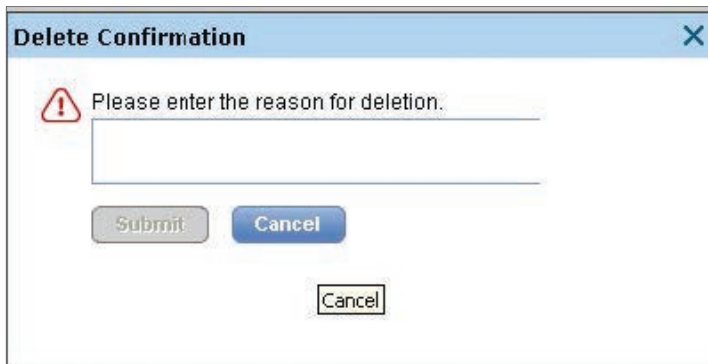 Delete Confirmation
Please enter the reason for deletion.
Submit Cancel
Cancel